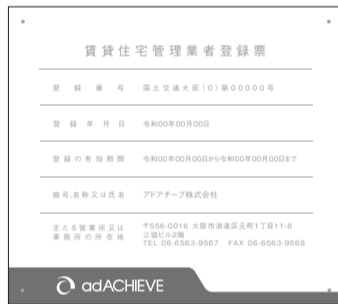 賃貸住宅管理業者登録票
登録番号 国土交通大臣(0)第00000号
登録年月日 令和00年00月00日
登録の有効期間 令和00年00月00日から令和00年00月00日まで
商号、名称又は氏名 アドアチーブ株式会社
主たる営業所又は 〒556-0016 大阪市浪速区元町1丁目11-8
事務所の所在地 三協ビル2階
TEL 06-6563-9567 FAX 06-6563-9568
adACHIEVE